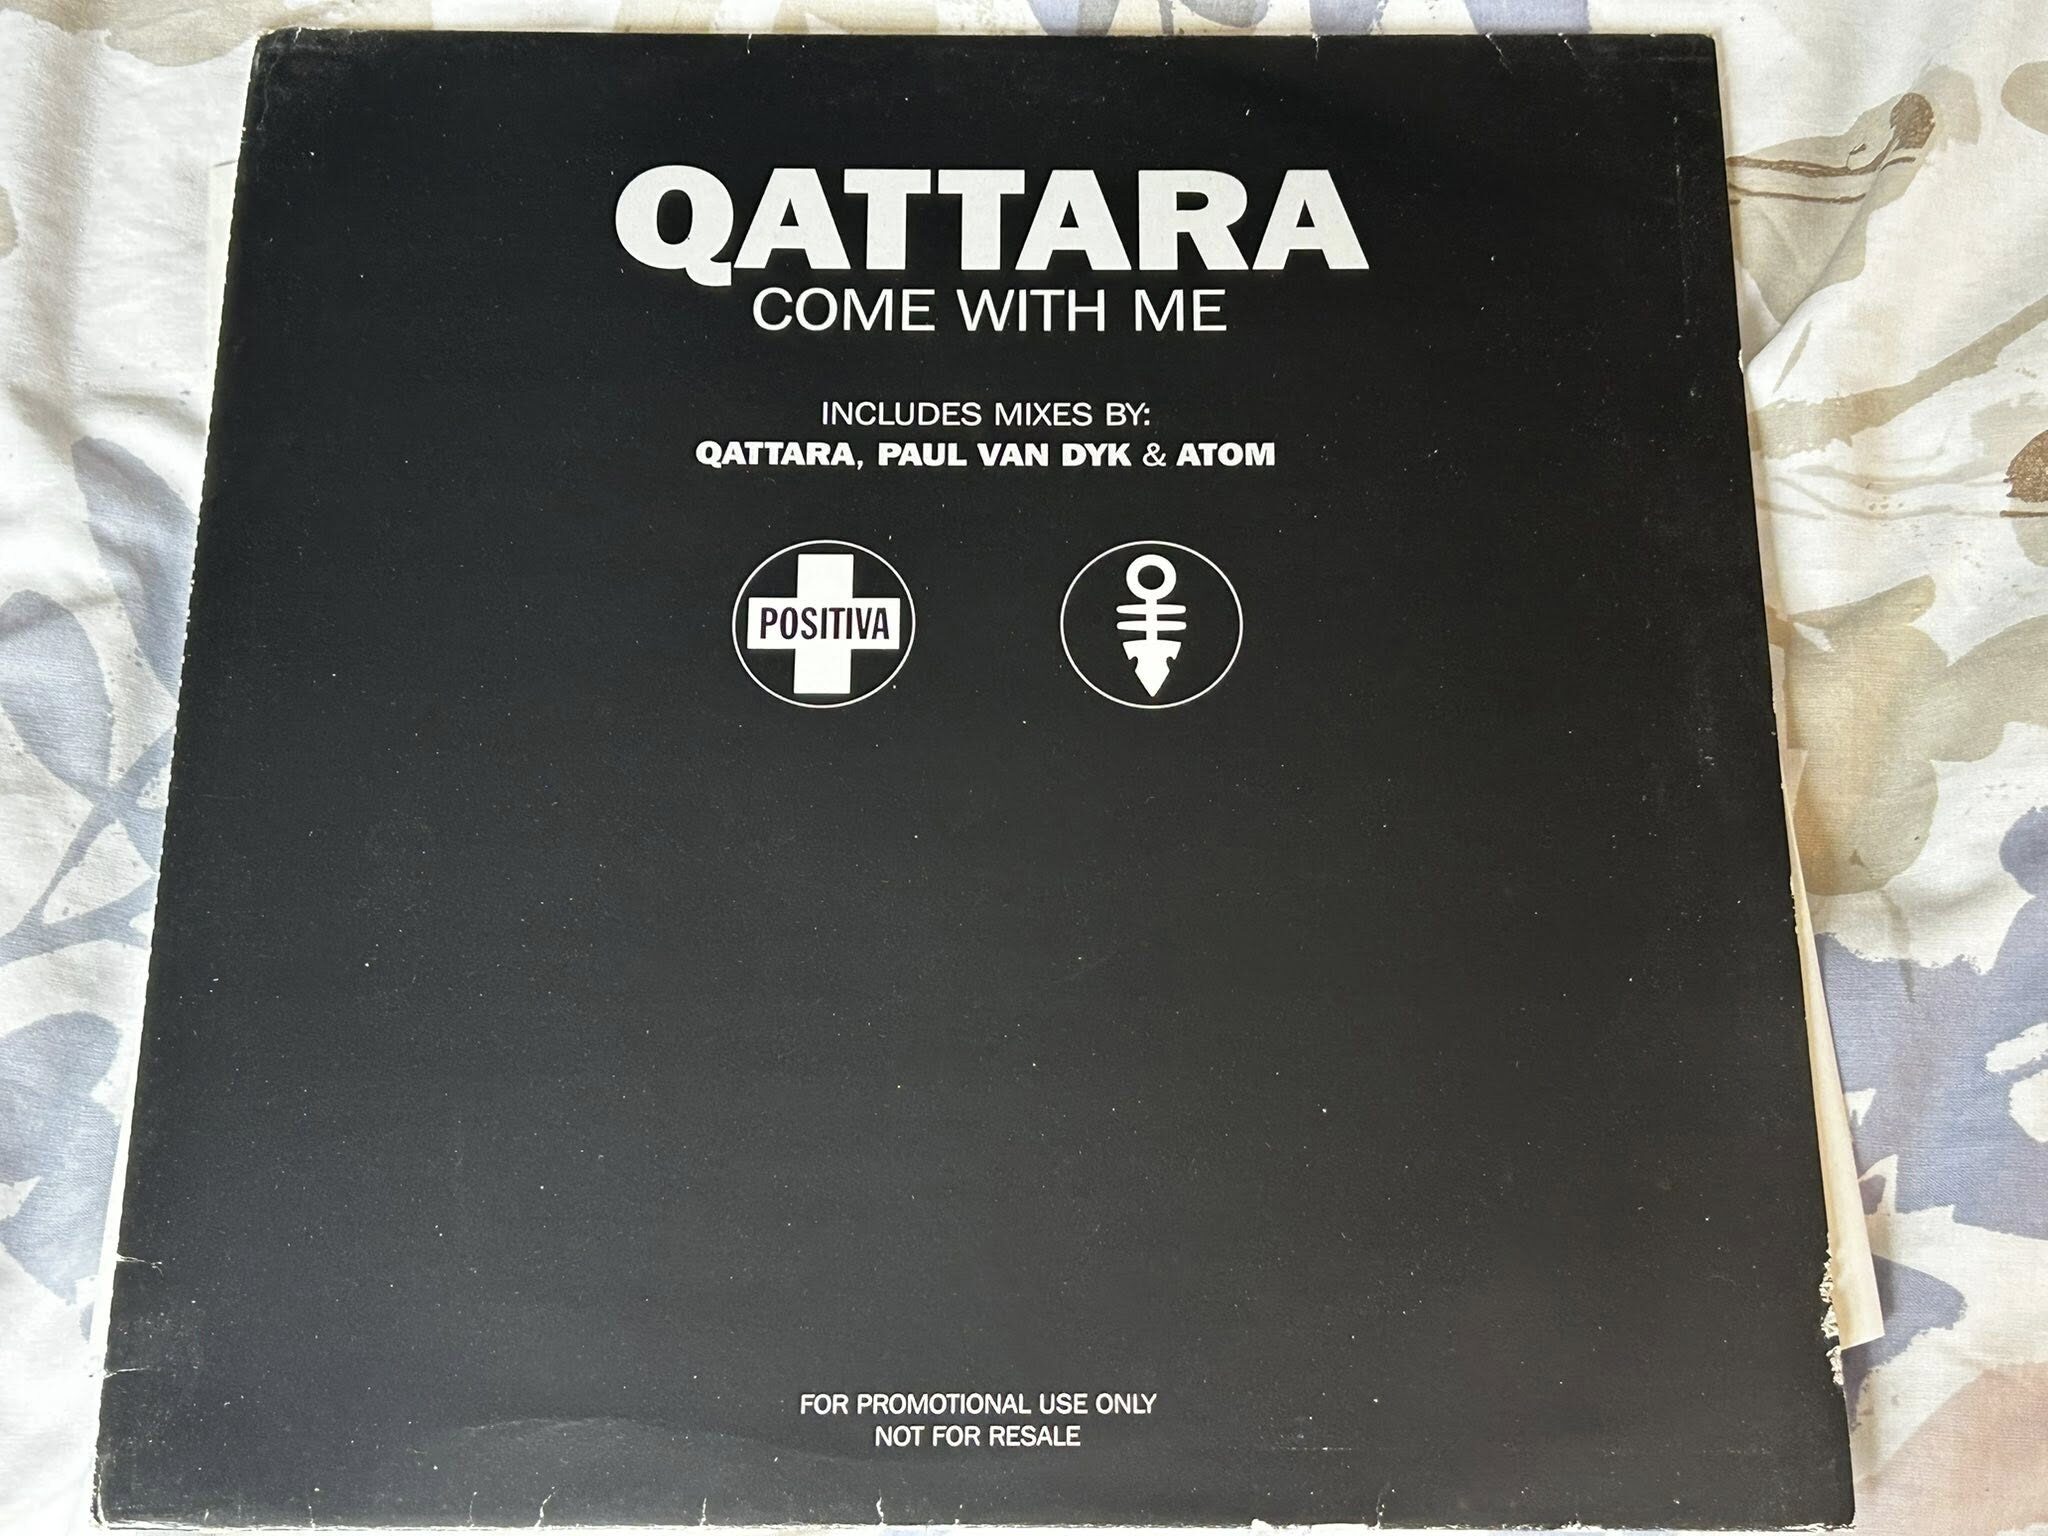 QATTARA
COME WITH ME
INCLUDES MIXES BY:
QATTARA, PAUL VAN DYK & ATOM
POSITIVA
FOR PROMOTIONAL USE ONLY
NOT FOR RESALE